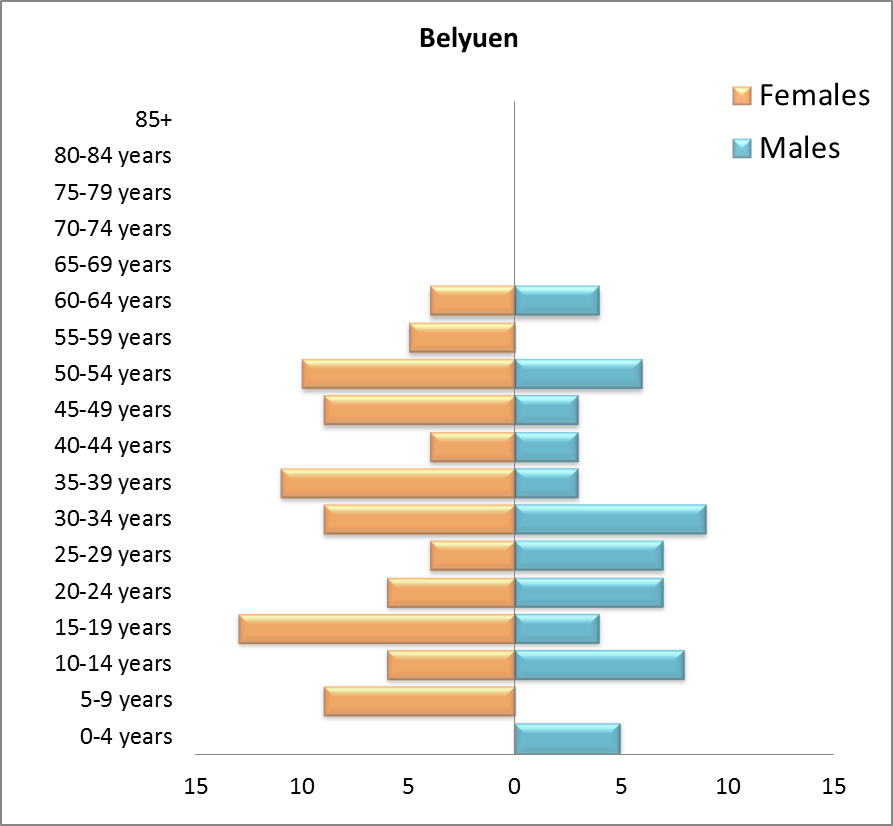 Belyuen
Females
Males
85+
80-84 years
75-79 years
70-74 years
65-69 years
60-64 years
55-59 years
50-54 years
45-49 years
40-44 years
35-39 years
30-34 years
25-29 years
20-24 years
15-19 years
10-14 years
5-9 years
0-4 years
15 10 5 0 5 10 15